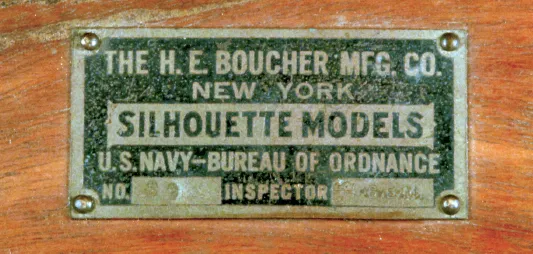 THE H. E. BOUCHER MFG. CO.
NEW YORK
SILHOUETTE MODELS
U.S. NAVY-BUREAU OF ORDNANCE
NO. INSPECTOR